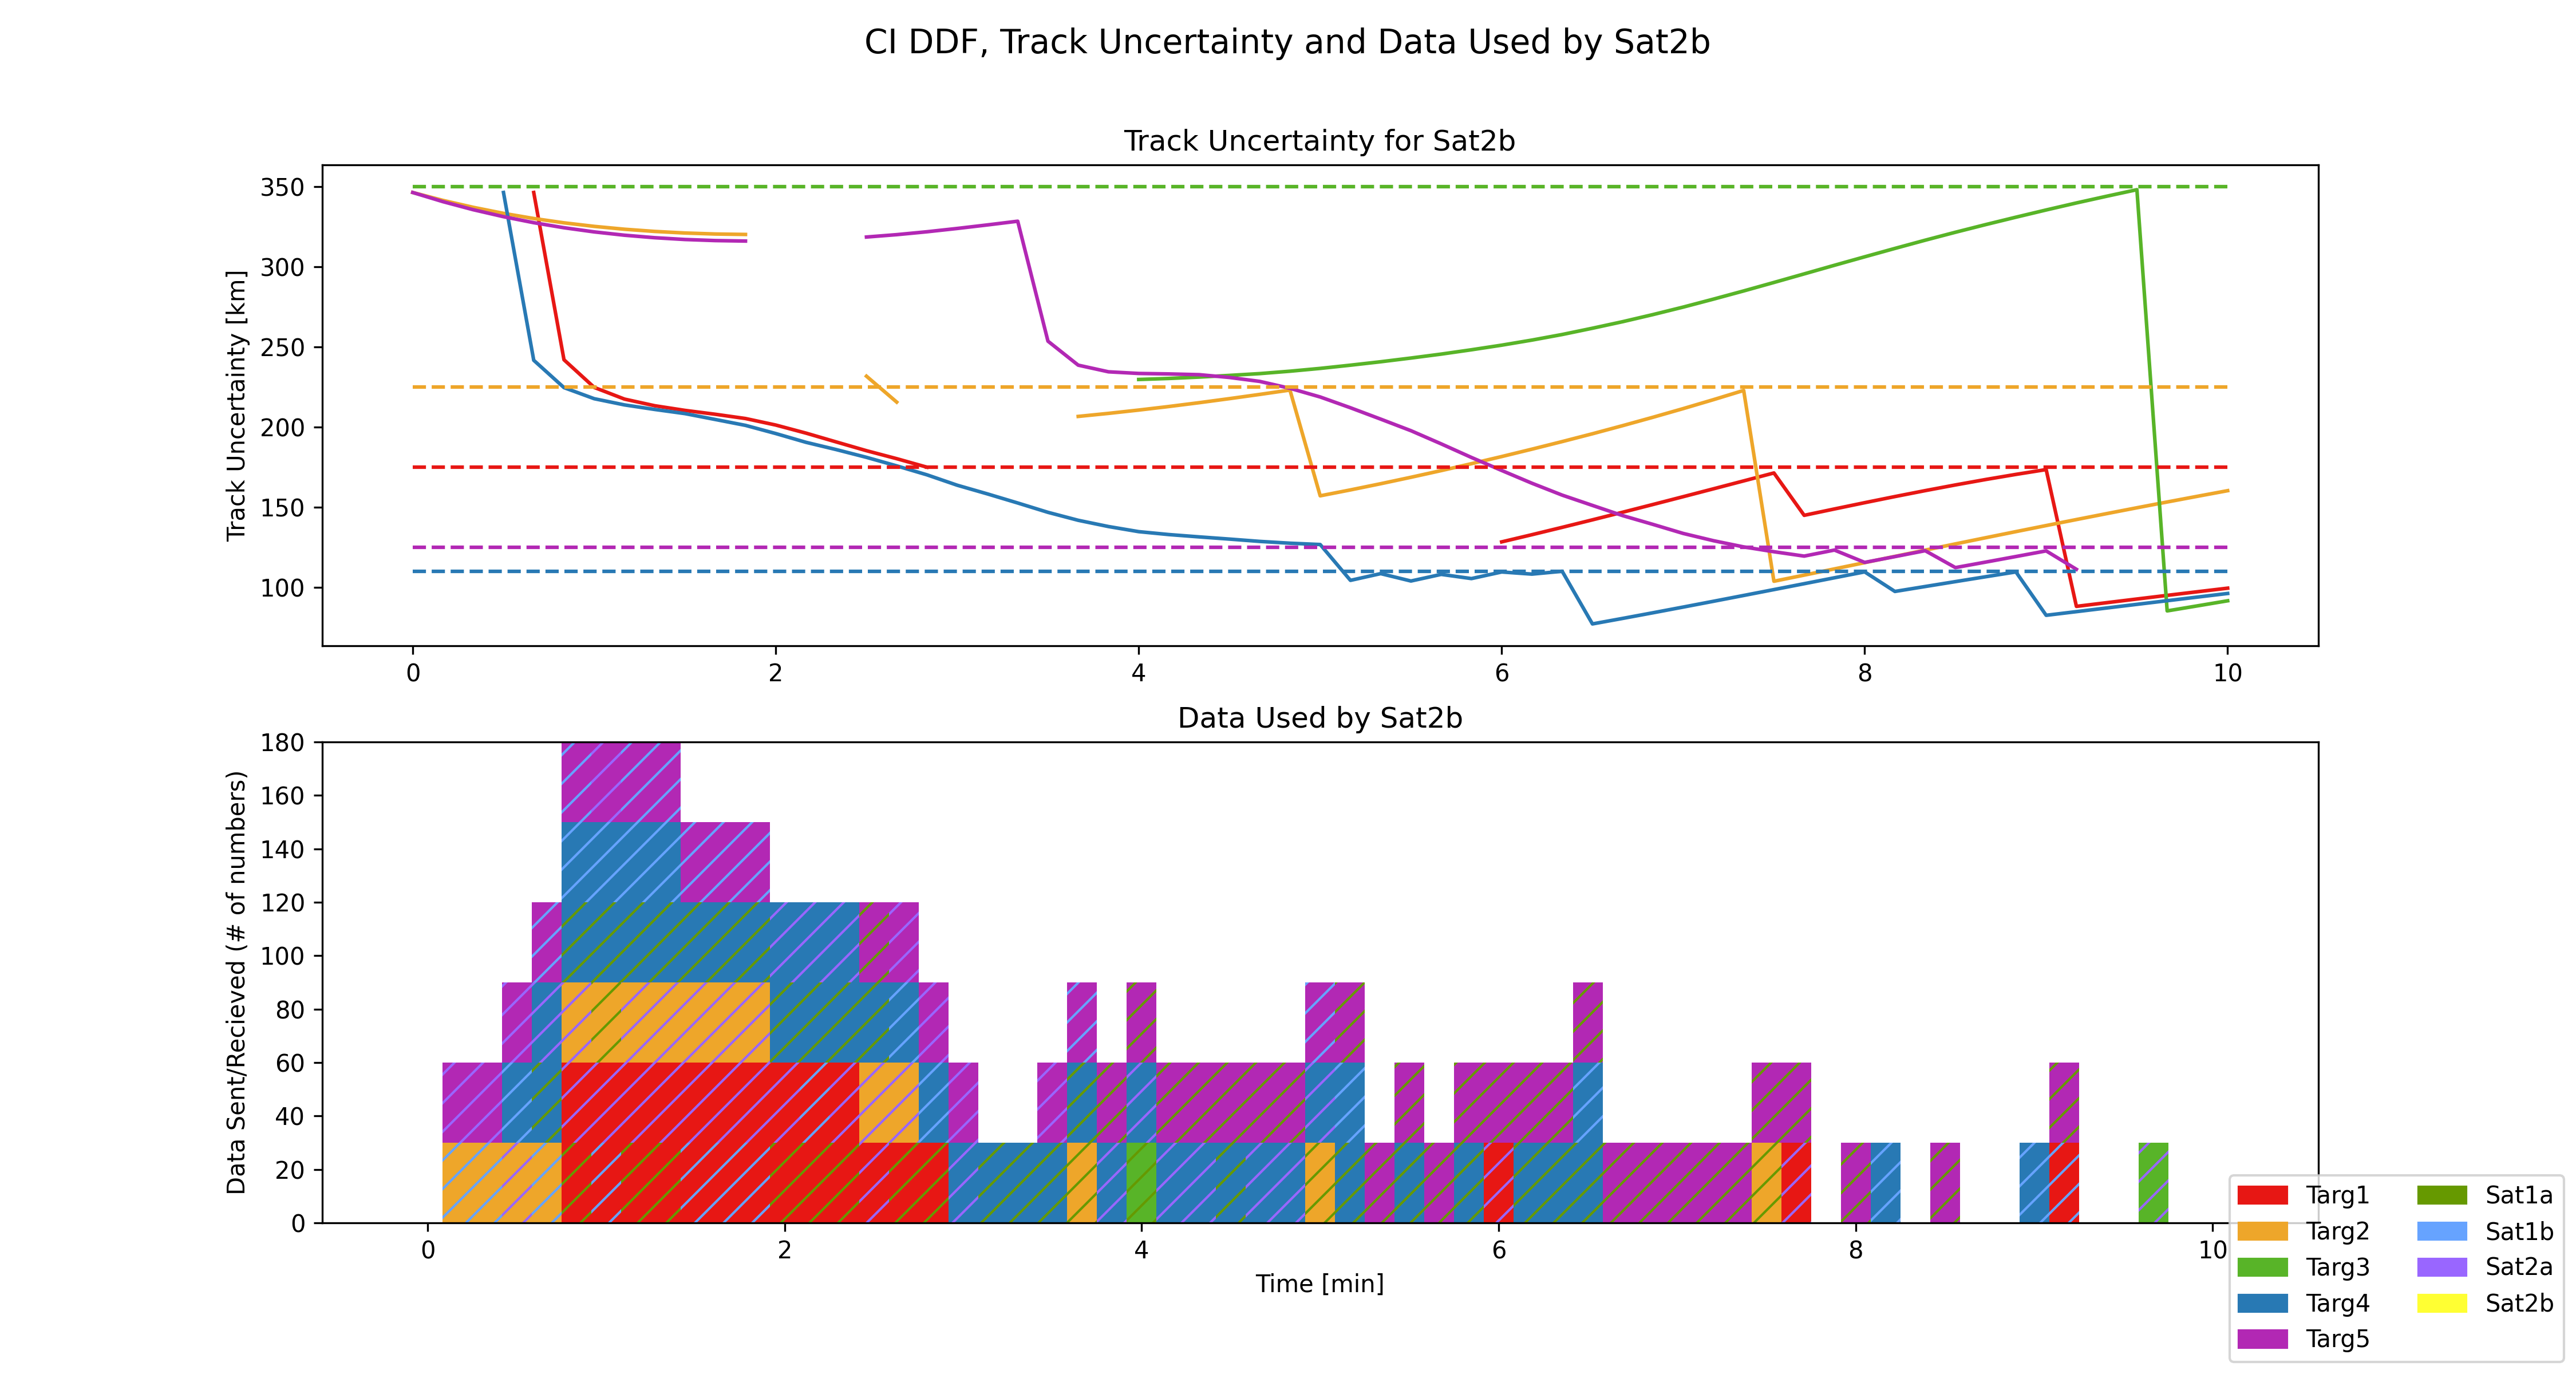 CI DDF, Track Uncertainty and Data Used by Sat2b
Track Uncertainty for Sat2b
Track Uncertainty [km]
350
300
250
200
150
100
0 2 4 6 8 10
Data Used by Sat2b
Data Sent/Recieved (# of numbers)
180
160
140
120
100
80
60
40
20
0
0 2 4 6 8 10
Time [min]
Targ1 Sat1a
Targ2 Sat1b
Targ3 Sat2a
Targ4 Sat2b
Targ5